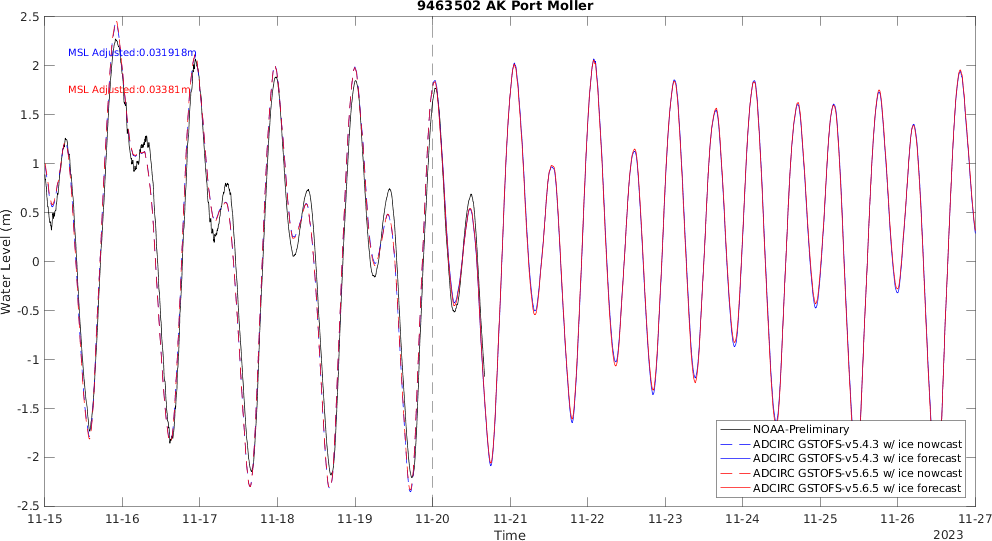 9463502 AK Port Moller
MSL Adjusted:0.031918m
MSL Adjusted:0.03381m
Water Level (m)
2.5
2
1.5
1
0.5
0
-0.5
-1
-1.5
-2
-2.5
NOAA-Preliminary
ADCIRC GSTOFS-v5.4.3 w/ ice nowcast
ADCIRC GSTOFS-v5.4.3 w/ ice forecast
ADCIRC GSTOFS-v5.6.5 w/ ice nowcast
ADCIRC GSTOFS-v5.6.5 w/ ice forecast
11-15 11-16 11-17 11-18 11-19 11-20 11-21 11-22 11-23 11-24 11-25 11-26 11-27
Time
2023